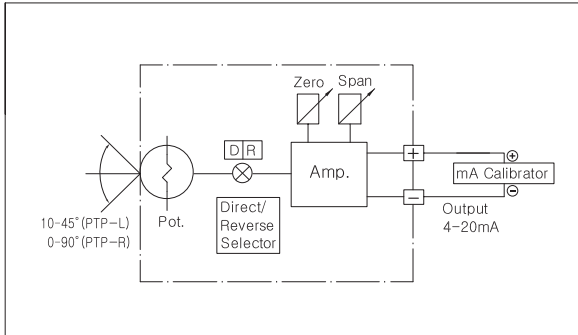 Zero Span
D R
Amp.
+
⊕
mA Calibrator
⊖
−
10-45°(PTP-L)
0-90°(PTP-R)
Pot.
Direct/
Reverse
Selector
Output
4-20mA